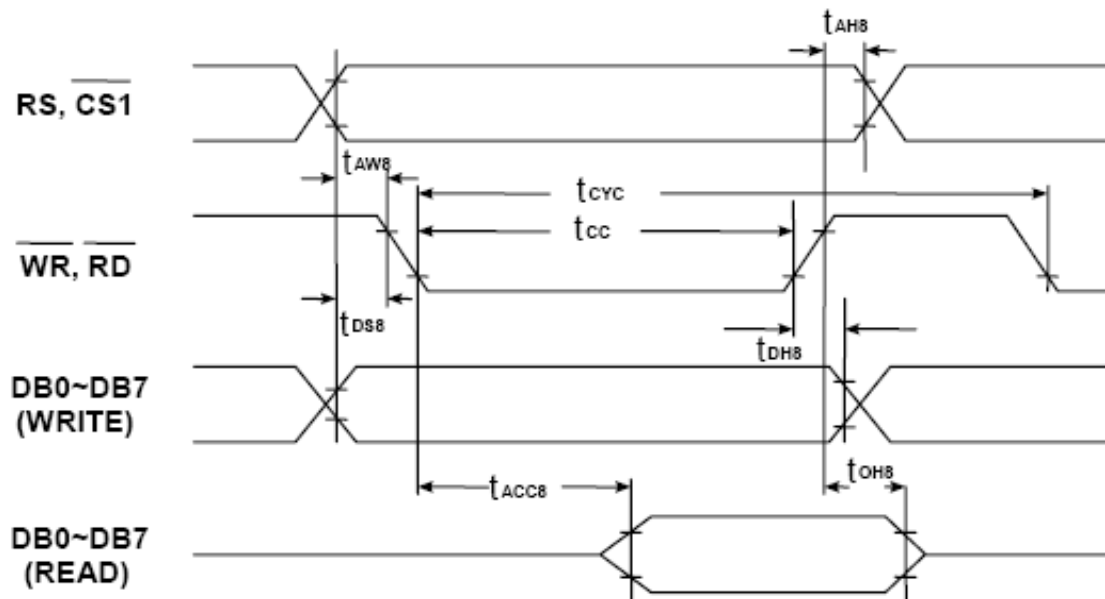 tAH8
RS, CS1
tAW8
tCYC
tCC
WR, RD
tDS8
tDH8
DB0~DB7
(WRITE)
tOH8
tACC8
DB0~DB7
(READ)